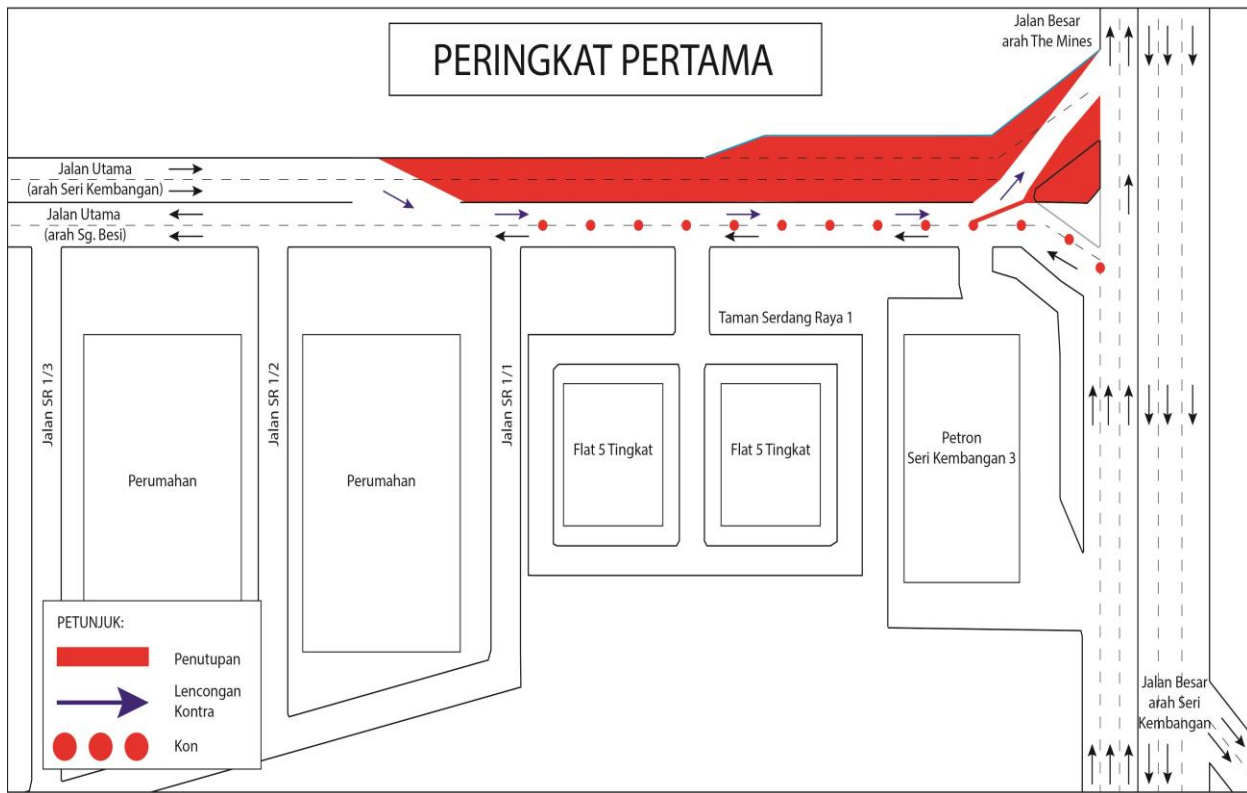 Jalan Besar
arah The Mines
PERINGKAT PERTAMA
Jalan Utama
(arah Seri Kembangan)
Jalan Utama
(arah Sg. Besi)
Taman Serdang Raya 1
Jalan SR 1/3
Jalan SR 1/2
Jalan SR 1/1
Perumahan
Perumahan
Flat 5 Tingkat
Flat 5 Tingkat
Petron
Seri Kembangan 3
PETUNJUK:
Penutupan
Lencongan
Kontra
Kon
Jalan Besar
arah Seri
Kembangan